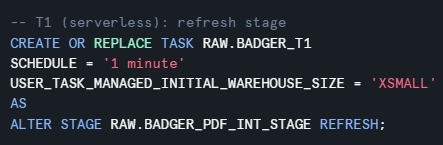 -- T1 (serverless): refresh stage
CREATE OR REPLACE TASK RAW.BADGER_T1
SCHEDULE = '1 minute'
USER_TASK_MANAGED_INITIAL_WAREHOUSE_SIZE = 'XSMALL'
AS
ALTER STAGE RAW.BADGER_PDF_INT_STAGE REFRESH;